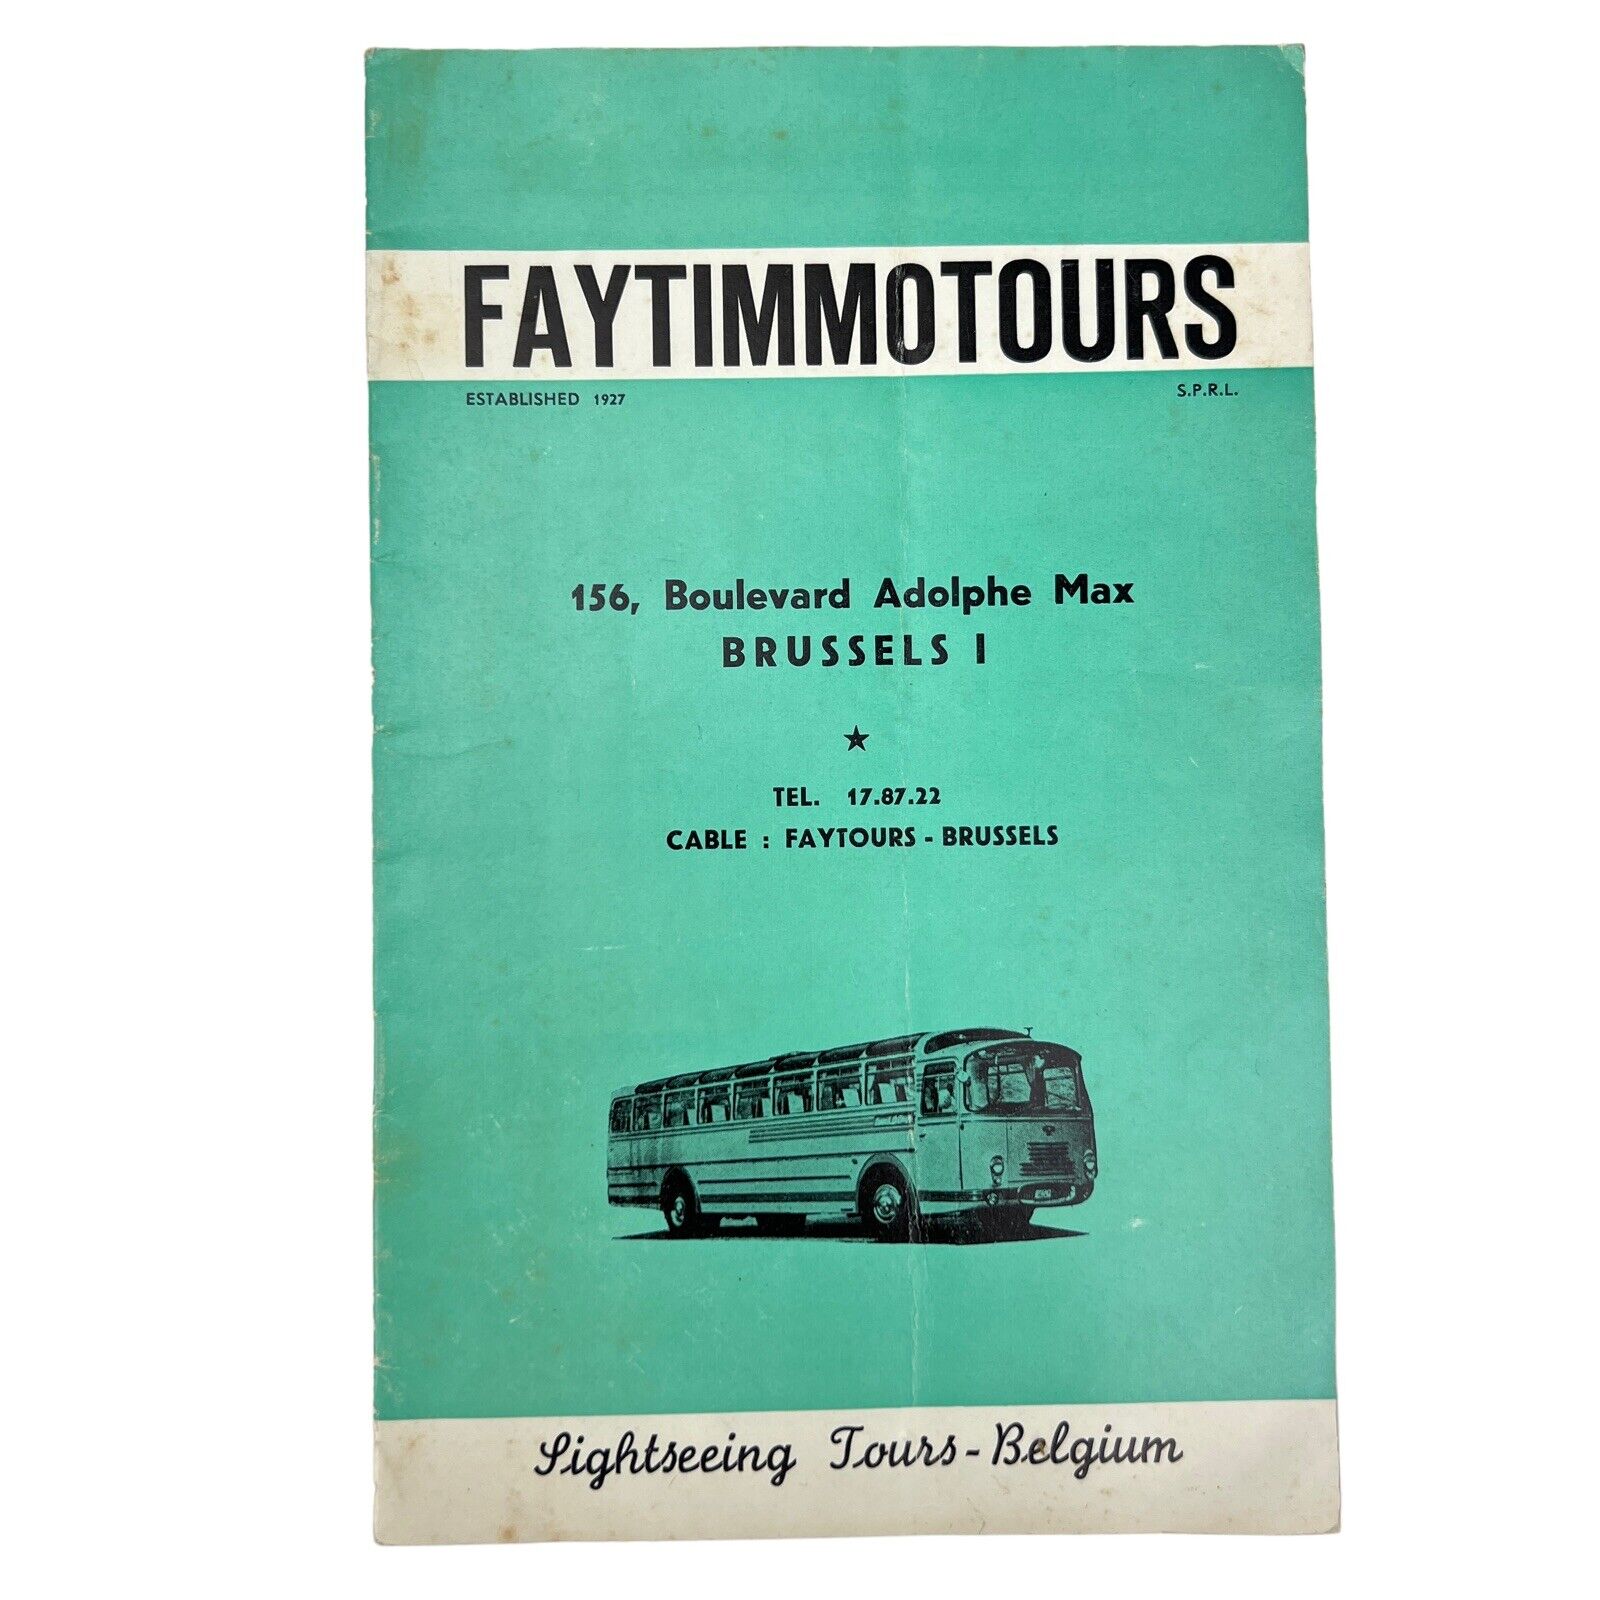 FAYTIMMOTOURS
ESTABLISHED 1927 S.P.R.L.
156, Boulevard Adolphe Max
BRUSSELS I
★
TEL. 17.87.22
CABLE : FAYTOURS - BRUSSELS
Sightseeing Tours - Belgium